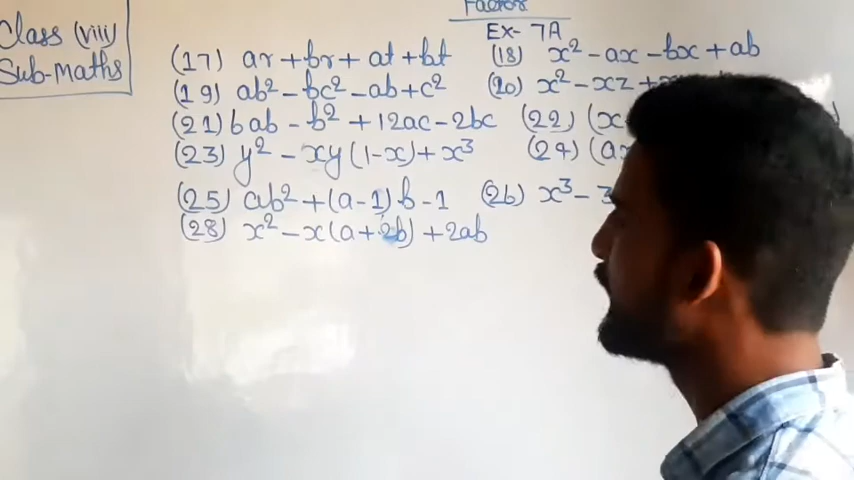 Class (viii)
Sub-Maths
Factor
Ex- 7A
(17) ar + br + at + bt (18) x² - ax - bx + ab
(19) ab² - bc² - ab + c² (20) x² - xz +
(21) 6ab - b² + 12ac - 2bc (22) (x
(23) y² - xy(1-x) + x³ (24) (ax
(25) ab² + (a-1)b - 1 (26) x³ - 3
(28) x² - x(a+2b) + 2ab